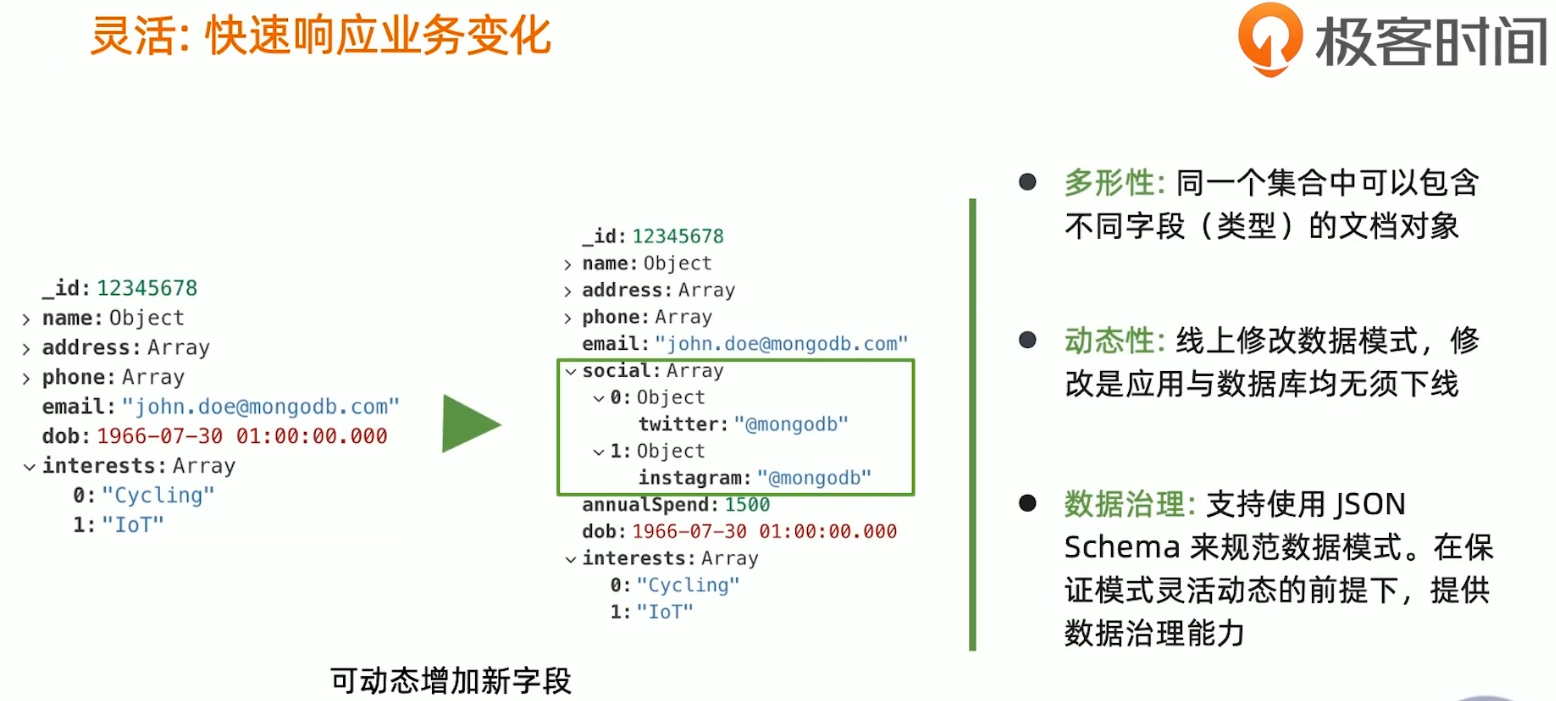 灵活: 快速响应业务变化
极客时间
_id: 12345678
name: Object
address: Array
phone: Array
email: "john.doe@mongodb.com"
dob: 1966-07-30 01:00:00.000
interests: Array
0: "Cycling"
1: "IoT"
_id: 12345678
name: Object
address: Array
phone: Array
email: "john.doe@mongodb.com"
social: Array
0: Object
twitter: "@mongodb"
1: Object
instagram: "@mongodb"
annualSpend: 1500
dob: 1966-07-30 01:00:00.000
interests: Array
0: "Cycling"
1: "IoT"
可动态增加新字段
多形性: 同一个集合中可以包含
不同字段（类型）的文档对象
动态性: 线上修改数据模式，修
改是应用与数据库均无须下线
数据治理: 支持使用 JSON
Schema 来规范数据模式。在保
证模式灵活动态的前提下，提供
数据治理能力